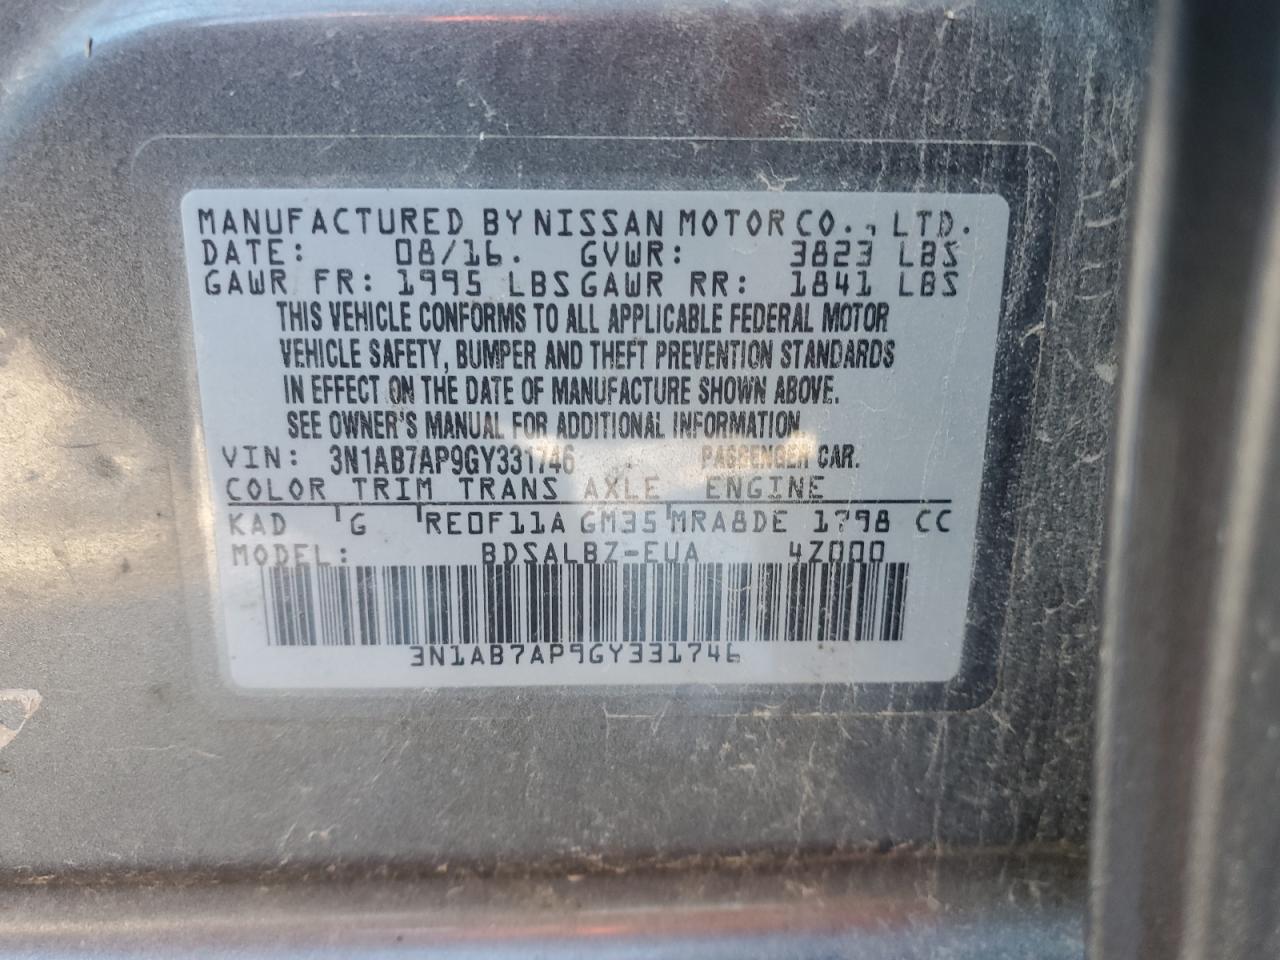 MANUFACTURED BY NISSAN MOTOR CO., LTD.
DATE: 08/16. GVWR: 3823 LBS
GAWR FR: 1995 LBS GAWR RR: 1841 LBS
THIS VEHICLE CONFORMS TO ALL APPLICABLE FEDERAL MOTOR
VEHICLE SAFETY, BUMPER AND THEFT PREVENTION STANDARDS
IN EFFECT ON THE DATE OF MANUFACTURE SHOWN ABOVE.
SEE OWNER'S MANUAL FOR ADDITIONAL INFORMATION
VIN: 3N1AB7AP9GY331746 PASSENGER CAR.
COLOR TRIM TRANS AXLE ENGINE
KAD G RE0F11A GM35 MRA8DE 1798 CC
MODEL: BDSALBZ-EUA 4Z000
3N1AB7AP9GY331746